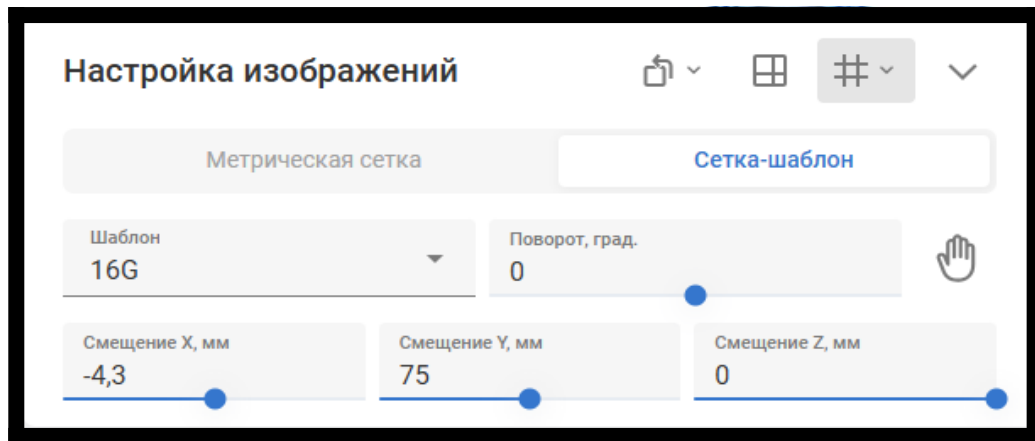 Настройка изображений
Метрическая сетка
Сетка-шаблон
Шаблон
16G
Поворот, град.
0
Смещение X, мм
-4,3
Смещение Y, мм
75
Смещение Z, мм
0